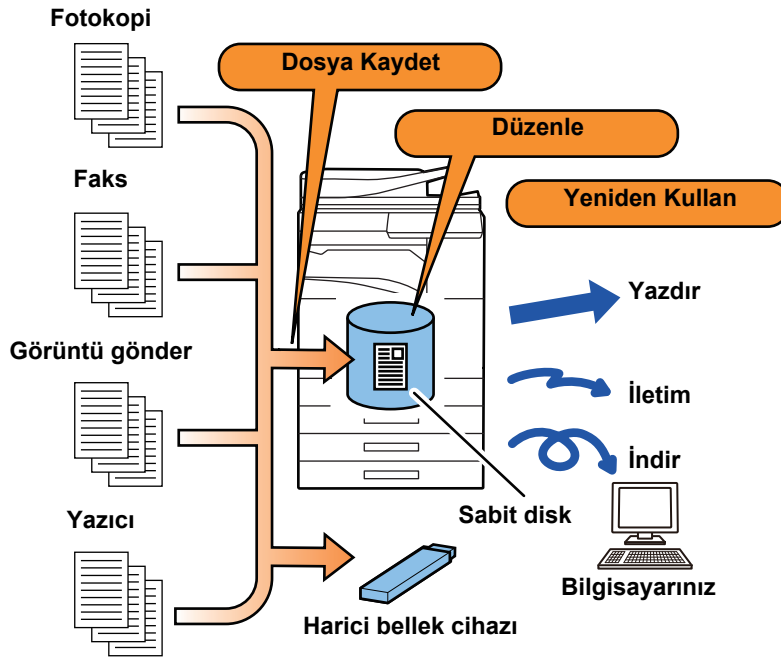 Fotokopi
Dosya Kaydet
Düzenle
Faks
Yeniden Kullan
Yazdır
Görüntü gönder
İletim
İndir
Yazıcı
Sabit disk
Bilgisayarınız
Harici bellek cihazı